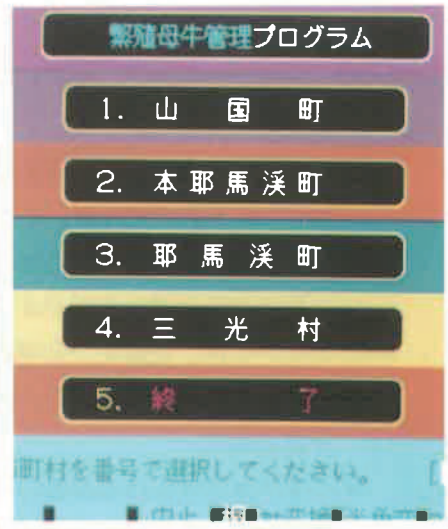 繁殖母牛管理プログラム
1. 山国町
2. 本耶馬渓町
3. 耶馬渓町
4. 三光村
5. 終了
町村を番号で選択してください。 [